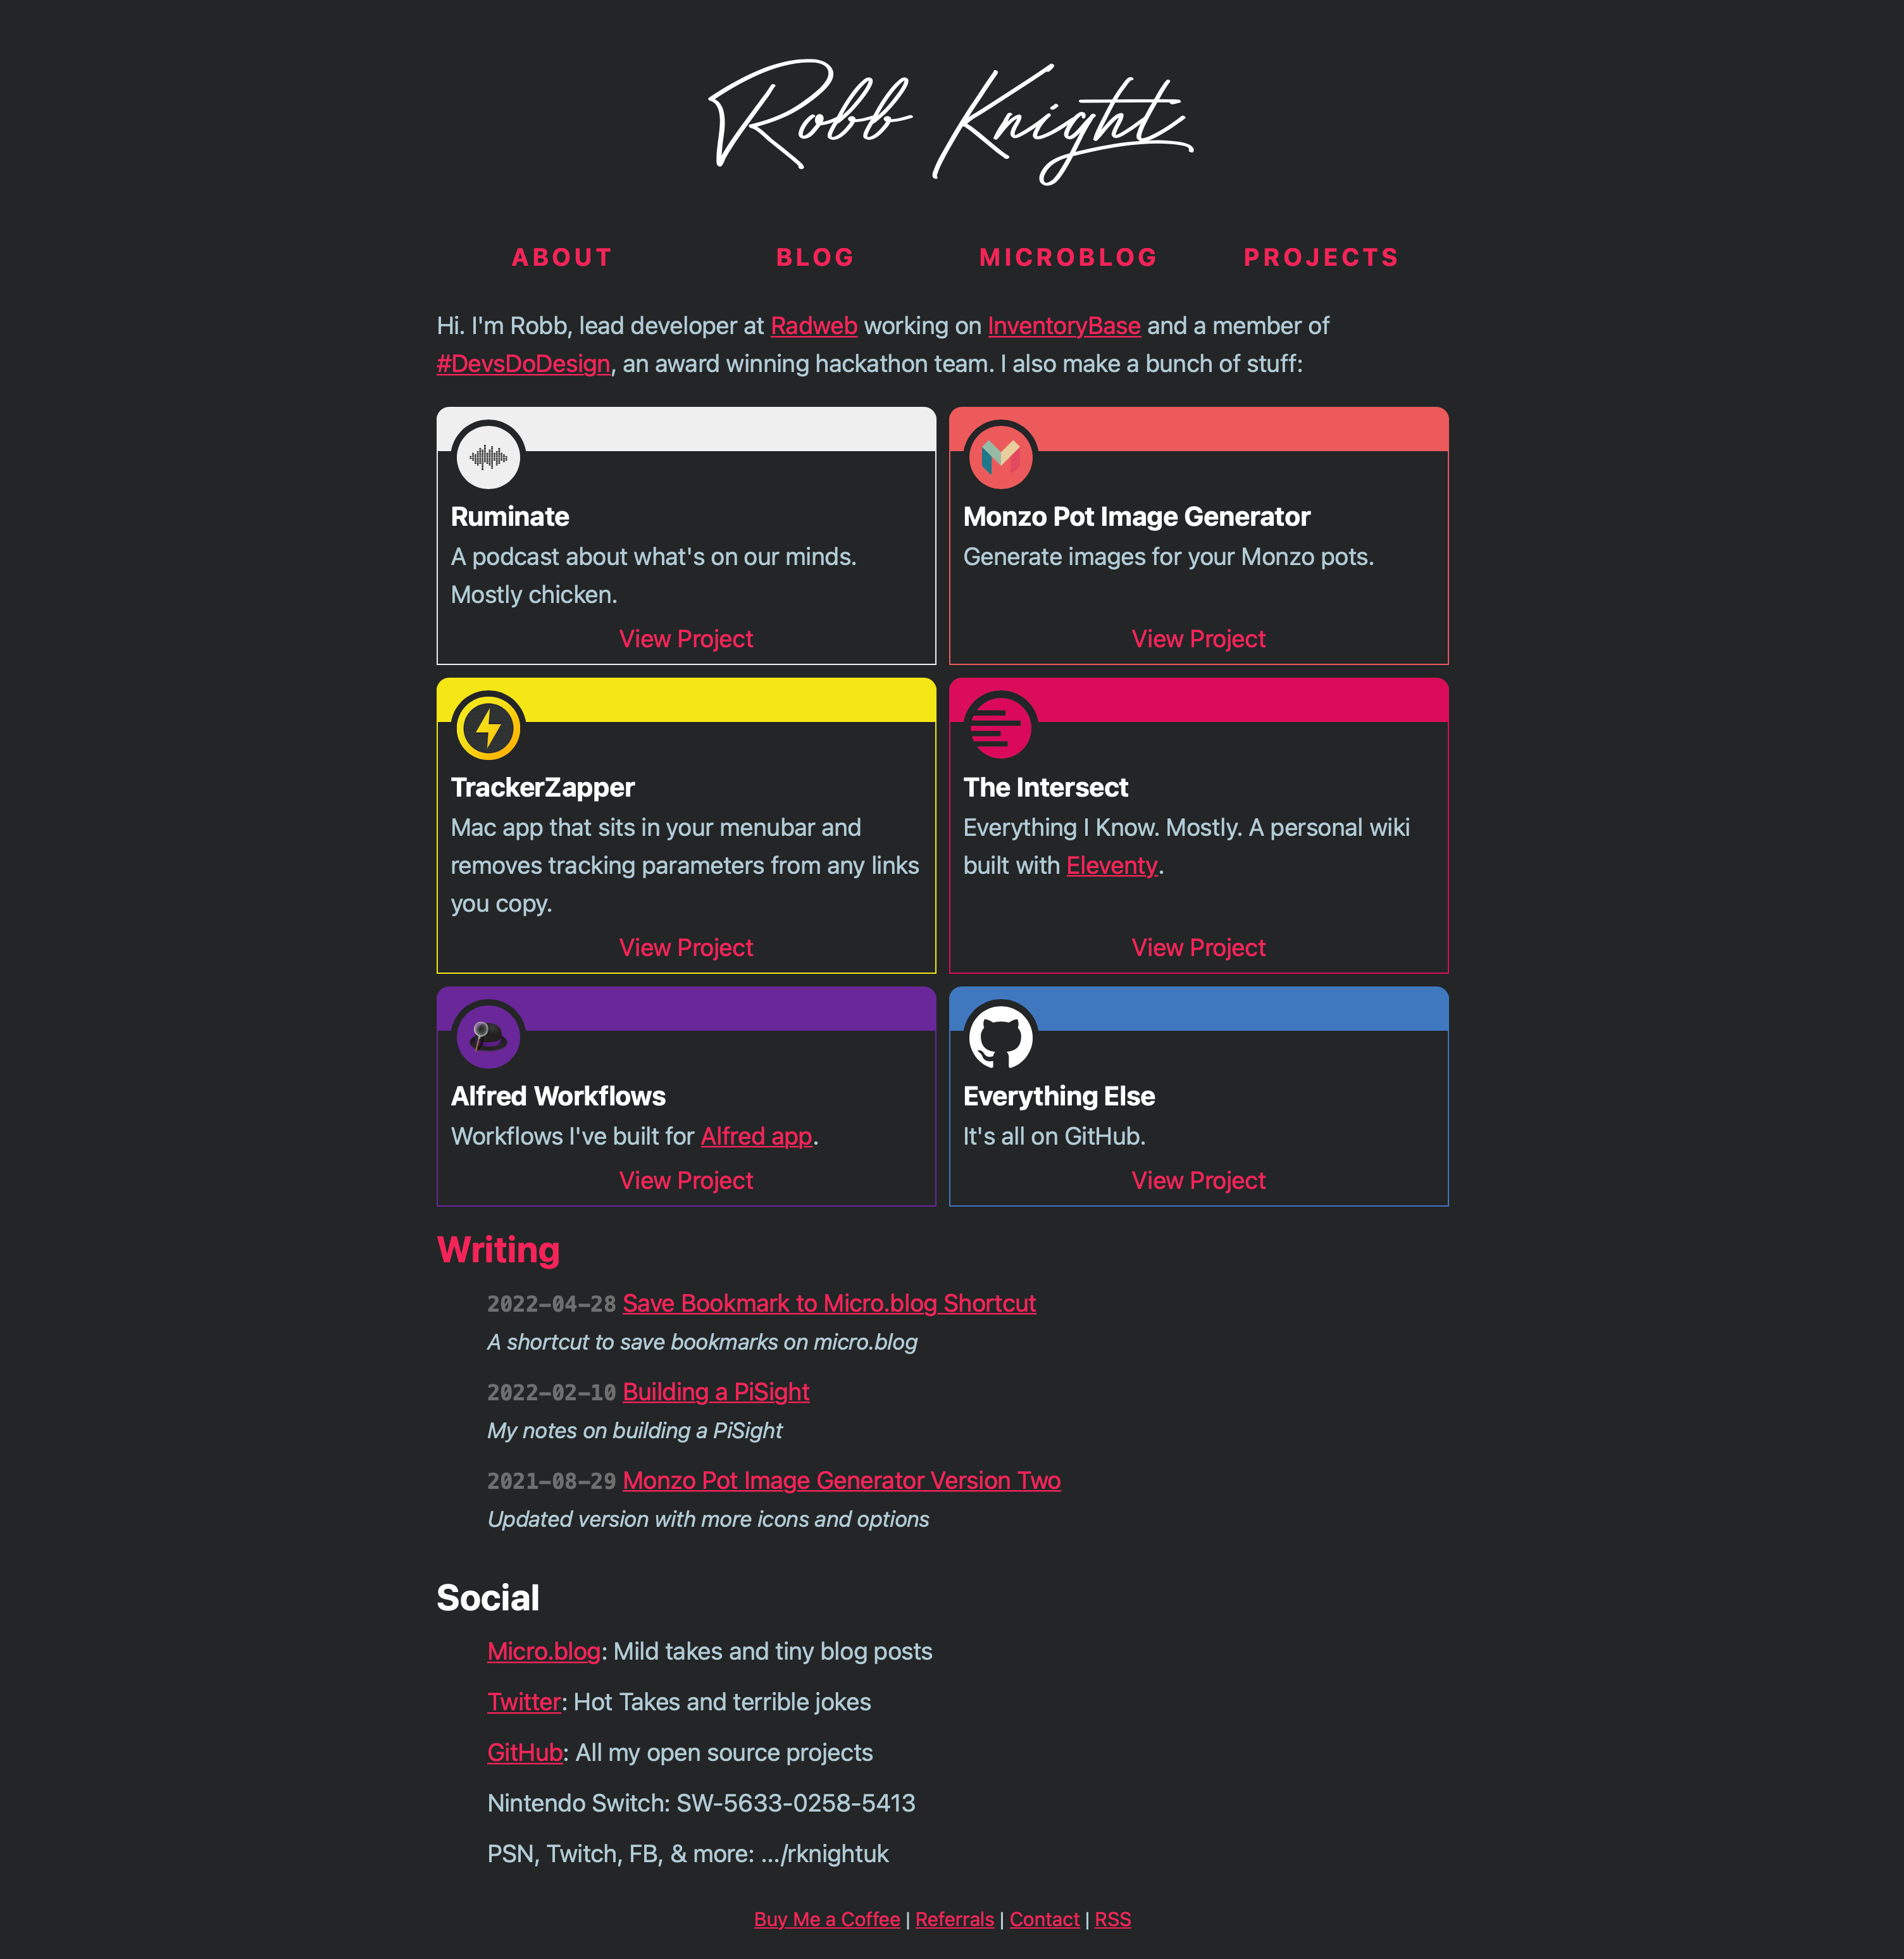 Robb Knight
ABOUT BLOG MICROBLOG PROJECTS
Hi. I'm Robb, lead developer at Radweb working on InventoryBase and a member of
#DevsDoDesign, an award winning hackathon team. I also make a bunch of stuff:
Ruminate
A podcast about what's on our minds.
Mostly chicken.
View Project
Monzo Pot Image Generator
Generate images for your Monzo pots.
View Project
TrackerZapper
Mac app that sits in your menubar and
removes tracking parameters from any links
you copy.
View Project
The Intersect
Everything I Know. Mostly. A personal wiki
built with Eleventy.
View Project
Alfred Workflows
Workflows I've built for Alfred app.
View Project
Everything Else
It's all on GitHub.
View Project
Writing
2022-04-28 Save Bookmark to Micro.blog Shortcut
A shortcut to save bookmarks on micro.blog
2022-02-10 Building a PiSight
My notes on building a PiSight
2021-08-29 Monzo Pot Image Generator Version Two
Updated version with more icons and options
Social
Micro.blog: Mild takes and tiny blog posts
Twitter: Hot Takes and terrible jokes
GitHub: All my open source projects
Nintendo Switch: SW-5633-0258-5413
PSN, Twitch, FB, & more: .../rknightuk
Buy Me a Coffee | Referrals | Contact | RSS